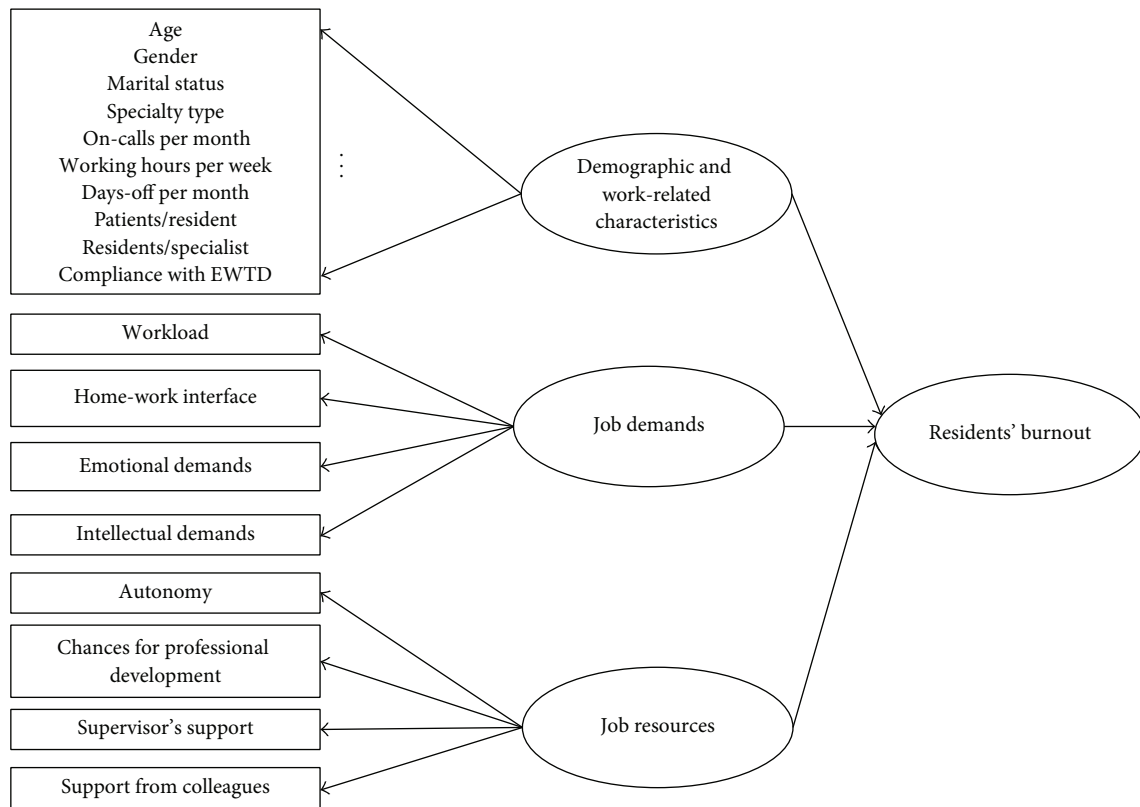 Age
Gender
Marital status
Specialty type
On-calls per month
Working hours per week
Days-off per month
Patients/resident
Residents/specialist
Compliance with EWTD
Workload
Home-work interface
Emotional demands
Intellectual demands
Autonomy
Chances for professional
development
Supervisor's support
Support from colleagues
Demographic and
work-related
characteristics
Job demands
Job resources
Residents' burnout